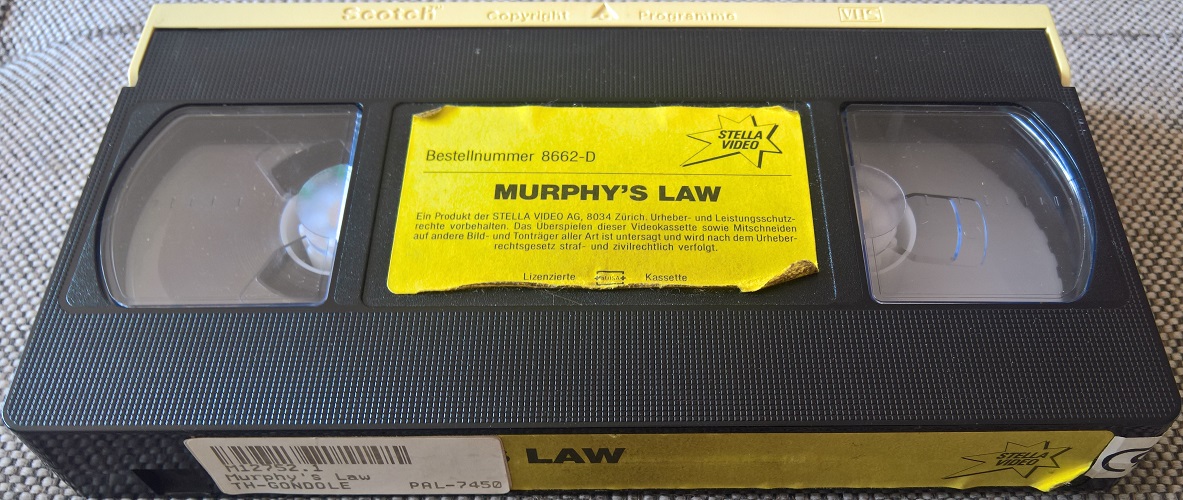 Scotch Copyright Programme VHS
STELLA
VIDEO
Bestellnummer 8662-D
MURPHY'S LAW
Ein Produkt der STELLA VIDEO AG, 8034 Zürich. Urheber- und Leistungsschutz-
rechte vorbehalten. Das Überspielen dieser Videokassette sowie Mitschneiden
auf andere Bild- und Tonträger aller Art ist untersagt und wird nach dem Urheber-
rechtsgesetz straf- und zivilrechtlich verfolgt.
Lizenzierte Kassette
M12752.1
Murphy's Law
TH-GONDOLE PAL-7450
S LAW
STELLA
VIDEO